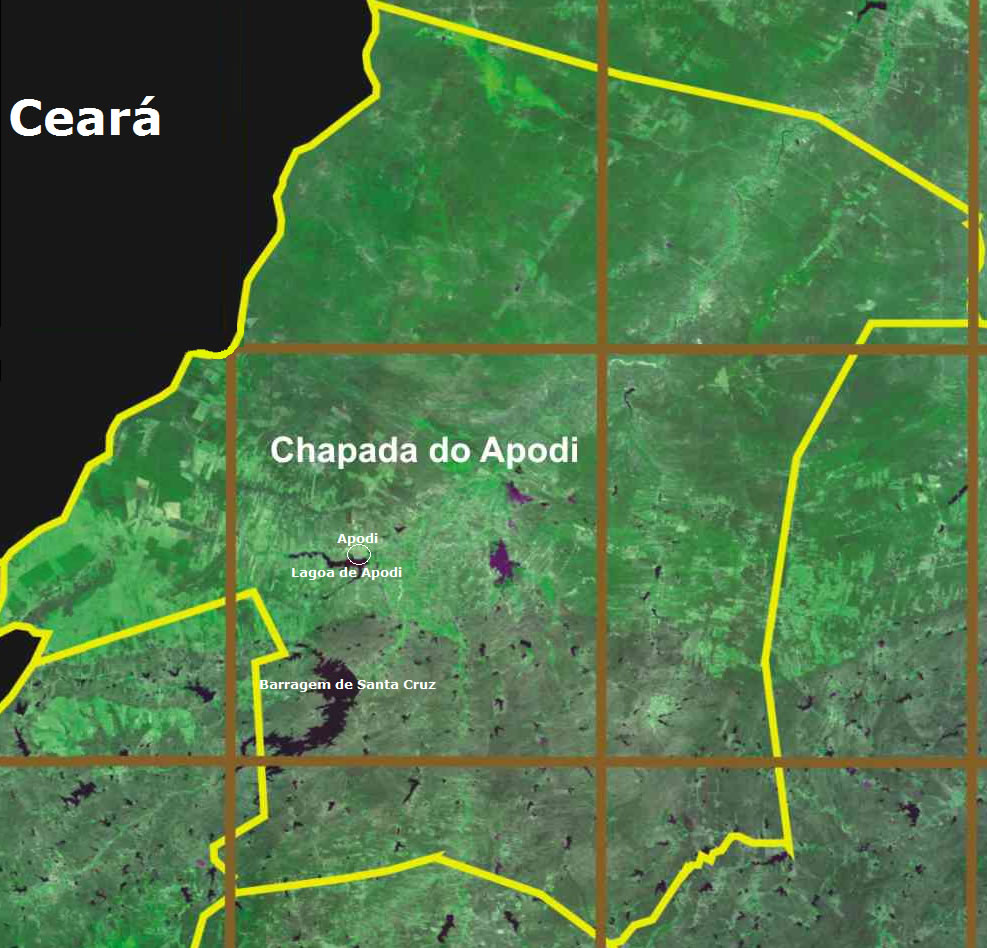 Ceará
Chapada do Apodi
Apodi
Lagoa de Apodi
Barragem de Santa Cruz